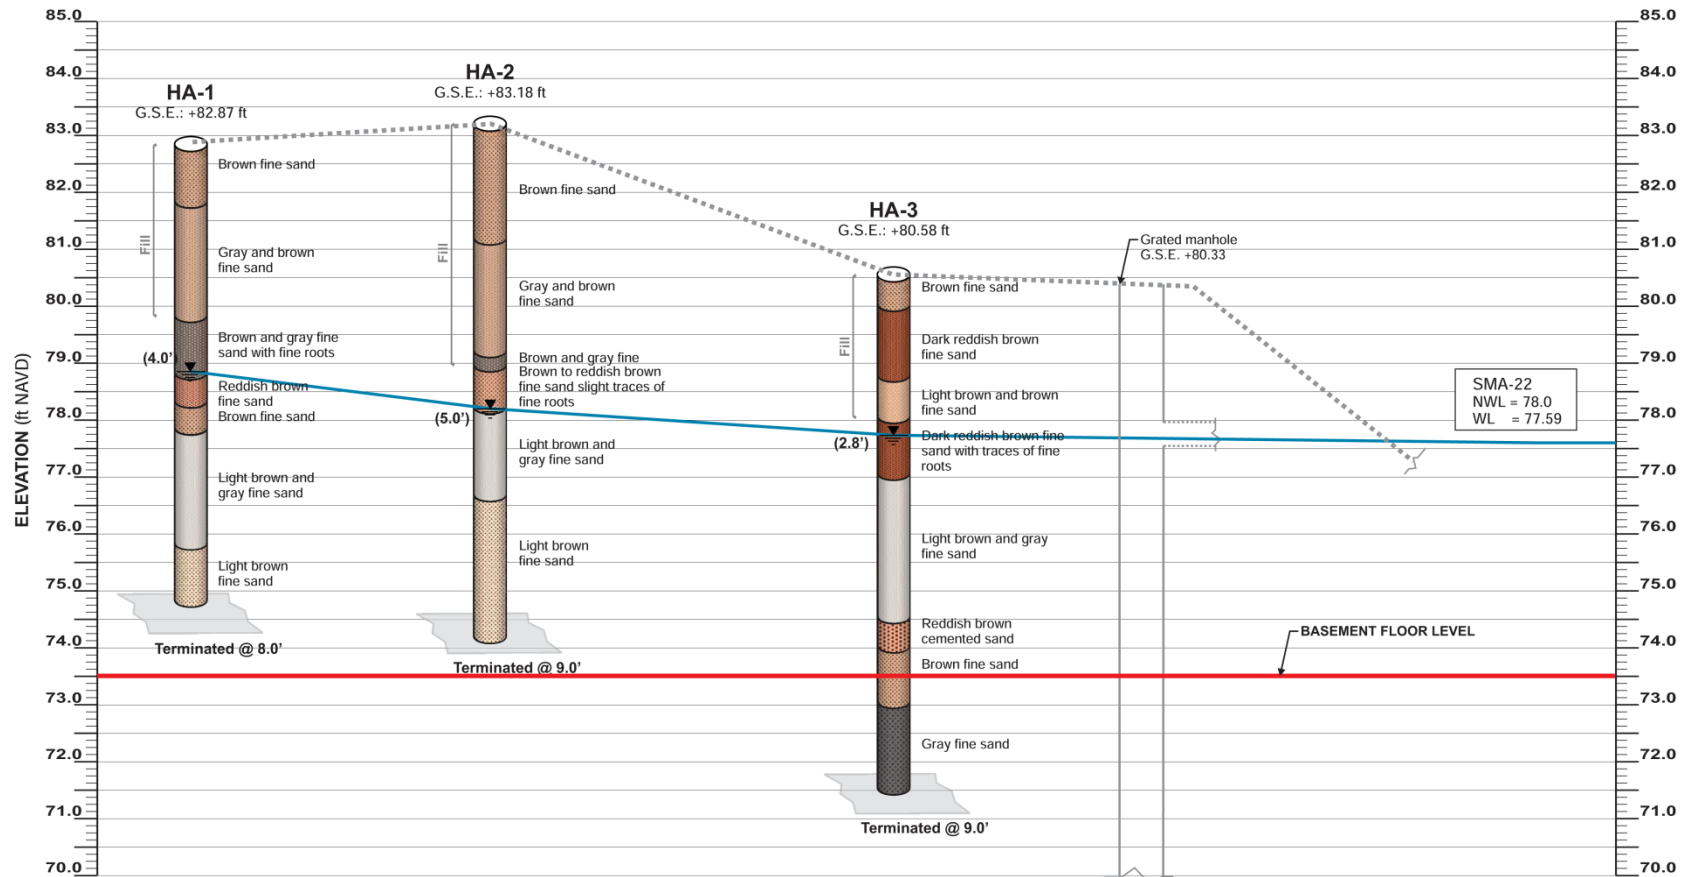 85.0
84.0
83.0
82.0
81.0
80.0
79.0
78.0
77.0
76.0
75.0
74.0
73.0
72.0
71.0
70.0
ELEVATION (ft NAVD)
HA-1
G.S.E.: +82.87 ft
Fill
Brown fine sand
Gray and brown
fine sand
Brown and gray fine
sand with fine roots
(4.0’)
Reddish brown
fine sand
Brown fine sand
Light brown and
gray fine sand
Light brown
fine sand
Terminated @ 8.0’
HA-2
G.S.E.: +83.18 ft
Fill
Brown fine sand
Gray and brown
fine sand
Brown and gray fine
Brown to reddish brown
fine sand slight traces of
fine roots
(5.0’)
Light brown and
gray fine sand
Light brown
fine sand
Terminated @ 9.0’
HA-3
G.S.E.: +80.58 ft
Fill
Brown fine sand
Dark reddish brown
fine sand
Light brown and brown
fine sand
(2.8’)
Dark reddish brown fine
sand with traces of fine
roots
Light brown and gray
fine sand
Reddish brown
cemented sand
Brown fine sand
Gray fine sand
Terminated @ 9.0’
Grated manhole
G.S.E. +80.33
SMA-22
NWL = 78.0
WL = 77.59
BASEMENT FLOOR LEVEL
85.0
84.0
83.0
82.0
81.0
80.0
79.0
78.0
77.0
76.0
75.0
74.0
73.0
72.0
71.0
70.0